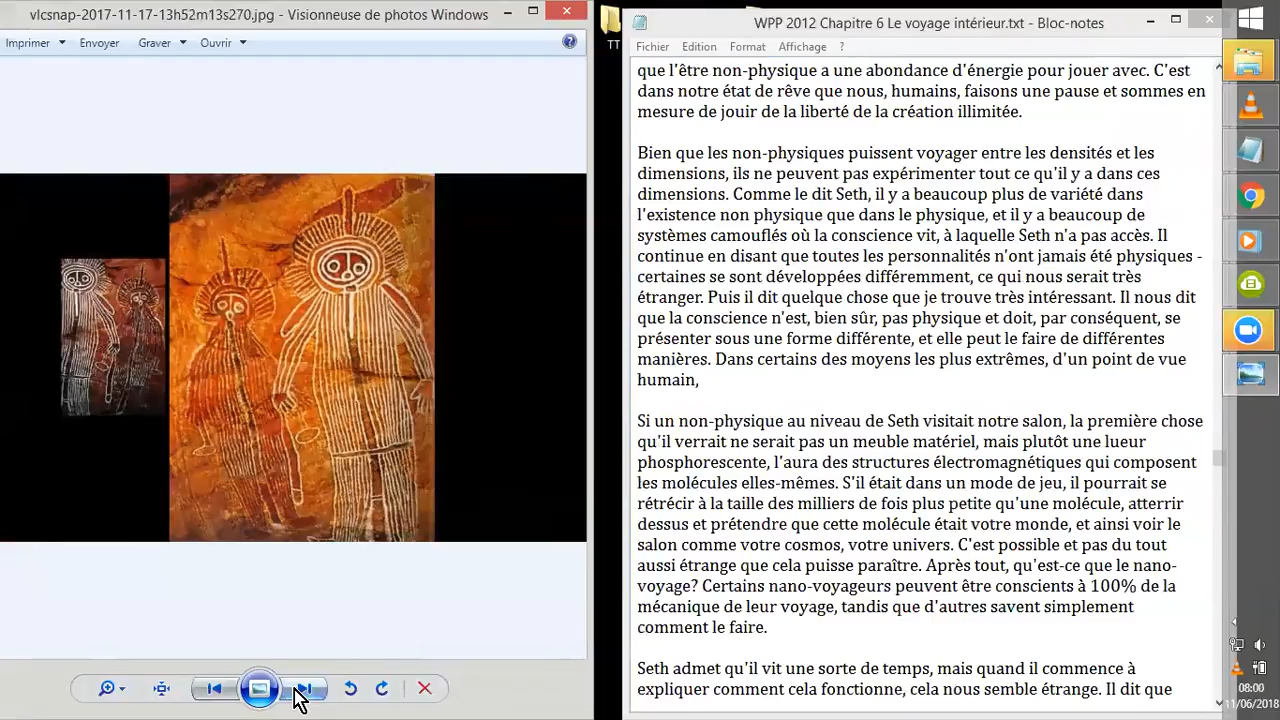 vlcsnap-2017-11-17-13h52m13s270.jpg - Visionneuse de photos Windows
Imprimer
Envoyer
Graver
Ouvrir
TT
WPP 2012 Chapitre 6 Le voyage intérieur.txt - Bloc-notes
Fichier Edition Format Affichage ?
que l'être non-physique a une abondance d'énergie pour jouer avec. C'est
dans notre état de rêve que nous, humains, faisons une pause et sommes en
mesure de jouir de la liberté de la création illimitée.
Bien que les non-physiques puissent voyager entre les densités et les
dimensions, ils ne peuvent pas expérimenter tout ce qu'il y a dans ces
dimensions. Comme le dit Seth, il y a beaucoup plus de variété dans
l'existence non physique que dans le physique, et il y a beaucoup de
systèmes camouflés où la conscience vit, à laquelle Seth n'a pas accès. Il
continue en disant que toutes les personnalités n'ont jamais été physiques -
certaines se sont développées différemment, ce qui nous serait très
étranger. Puis il dit quelque chose que je trouve très intéressant. Il nous dit
que la conscience n'est, bien sûr, pas physique et doit, par conséquent, se
présenter sous une forme différente, et elle peut le faire de différentes
manières. Dans certains des moyens les plus extrêmes, d'un point de vue
humain,
Si un non-physique au niveau de Seth visitait notre salon, la première chose
qu'il verrait ne serait pas un meuble matériel, mais plutôt une lueur
phosphorescente, l'aura des structures électromagnétiques qui composent
les molécules elles-mêmes. S'il était dans un mode de jeu, il pourrait se
rétrécir à la taille des milliers de fois plus petite qu'une molécule, atterrir
dessus et prétendre que cette molécule était votre monde, et ainsi voir le
salon comme votre cosmos, votre univers. C'est possible et pas du tout
aussi étrange que cela puisse paraître. Après tout, qu'est-ce que le nano-
voyage? Certains nano-voyageurs peuvent être conscients à 100% de la
mécanique de leur voyage, tandis que d'autres savent simplement
comment le faire.
Seth admet qu'il vit une sorte de temps, mais quand il commence à
expliquer comment cela fonctionne, cela nous semble étrange. Il dit que
08:00
11/06/2018